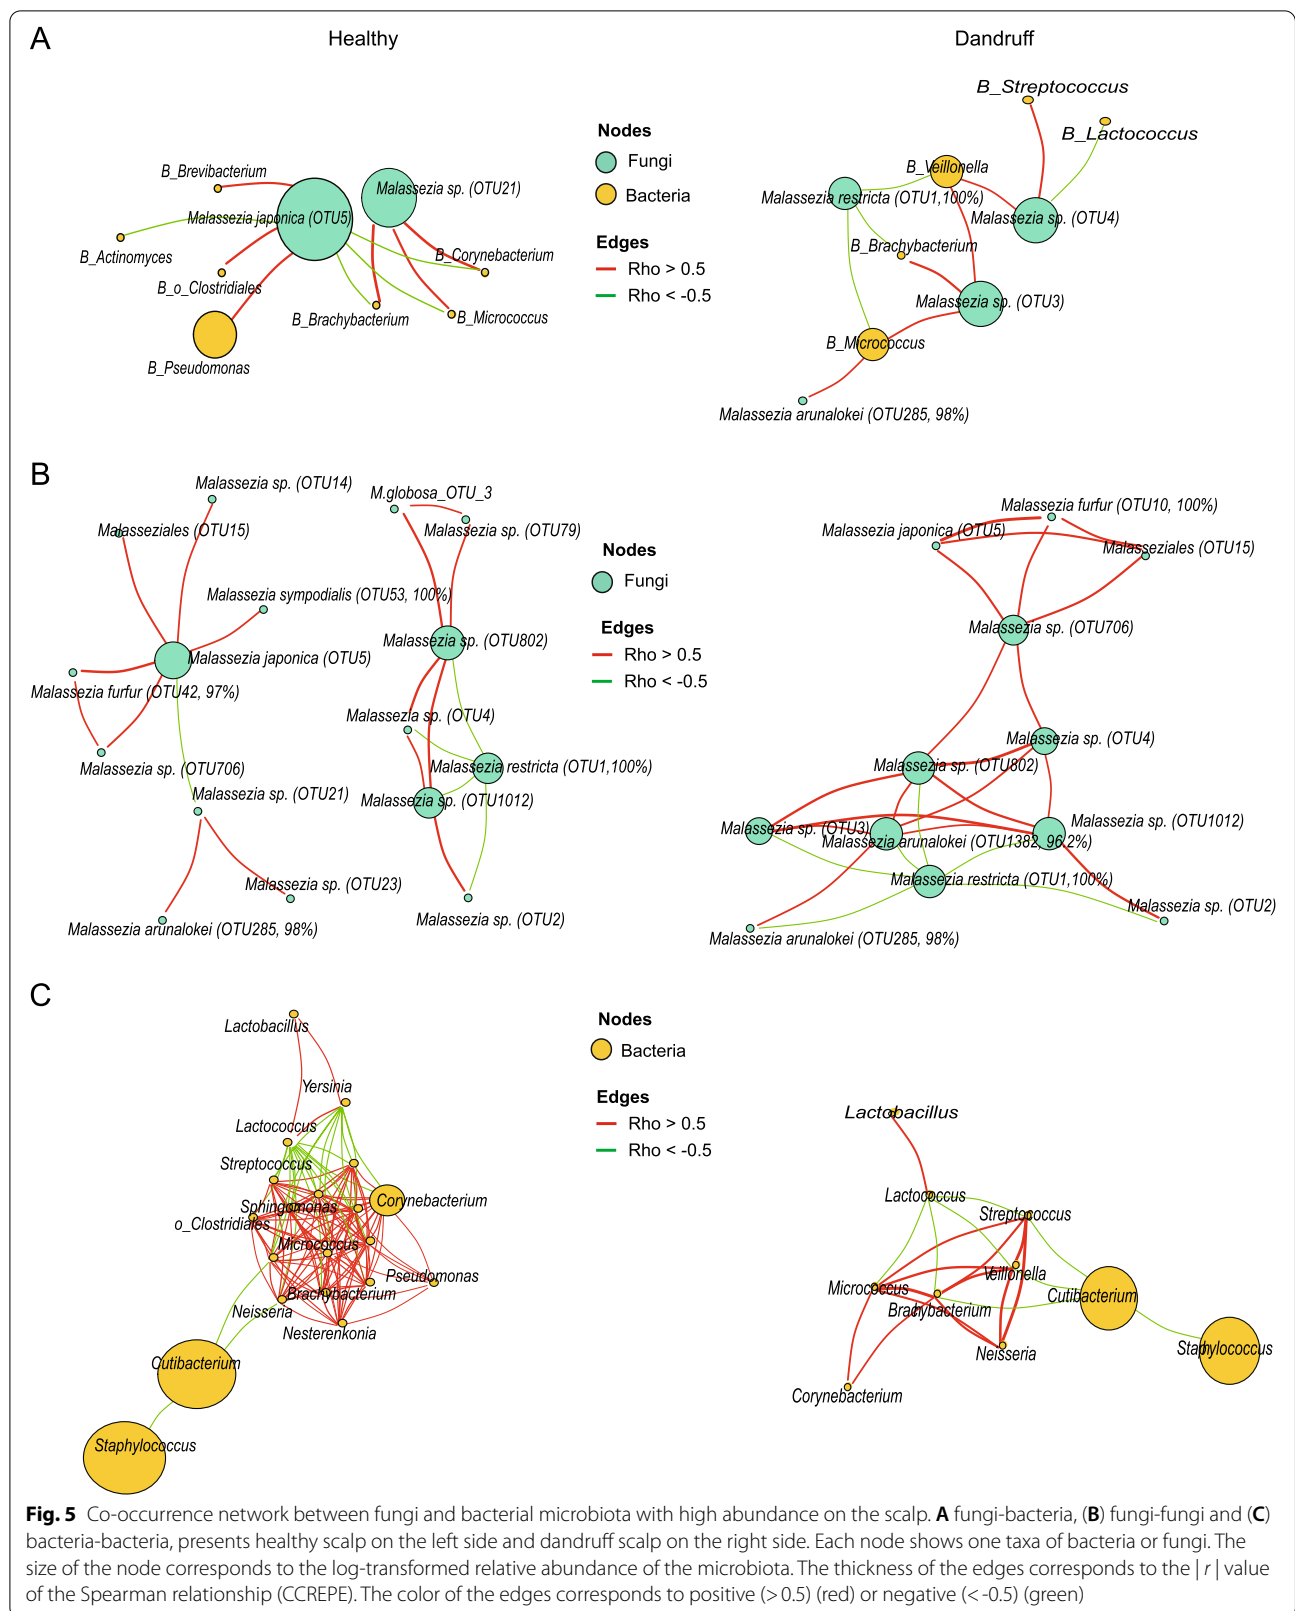 A
Healthy
Dandruff
B_Streptococcus
B_Lactococcus
Nodes
Fungi
Bacteria
Edges
Rho > 0.5
Rho < -0.5
B_Brevibacterium
Malassezia sp. (OTU21)
Malassezia japonica (OTU5)
B_Actinomyces
B_Corynebacterium
B_o_Clostridiales
B_Brachybacterium
B_Micrococcus
B_Pseudomonas
B_Veillonella
Malassezia restricta (OTU1,100%)
Malassezia sp. (OTU4)
B_Brachybacterium
Malassezia sp. (OTU3)
B_Micrococcus
Malassezia arunalokei (OTU285, 98%)
B
Malassezia sp. (OTU14)
Malasseziales (OTU15)
Malassezia sympodialis (OTU53, 100%)
Malassezia japonica (OTU5)
Malassezia furfur (OTU42, 97%)
Malassezia sp. (OTU706)
Malassezia sp. (OTU21)
Malassezia sp. (OTU23)
Malassezia arunalokei (OTU285, 98%)
M.globosa_OTU_3
Malassezia sp. (OTU79)
Malassezia sp. (OTU802)
Malassezia sp. (OTU4)
Malassezia restricta (OTU1,100%)
Malassezia sp. (OTU1012)
Malassezia sp. (OTU2)
Nodes
Fungi
Edges
Rho > 0.5
Rho < -0.5
Malassezia furfur (OTU10, 100%)
Malassezia japonica (OTU5)
Malasseziales (OTU15)
Malassezia sp. (OTU706)
Malassezia sp. (OTU4)
Malassezia sp. (OTU802)
Malassezia sp. (OTU1012)
Malassezia sp. (OTU3)
Malassezia arunalokei (OTU1382, 96.2%)
Malassezia restricta (OTU1,100%)
Malassezia sp. (OTU2)
Malassezia arunalokei (OTU285, 98%)
C
Lactobacillus
Yersinia
Lactococcus
Streptococcus
Corynebacterium
Sphingomonas
o_Clostridiales
Micrococcus
Pseudomonas
Brachybacterium
Neisseria
Nesterenkonia
Cutibacterium
Staphylococcus
Nodes
Bacteria
Edges
Rho > 0.5
Rho < -0.5
Lactobacillus
Lactococcus
Streptococcus
Veillonella
Micrococcus
Cutibacterium
Brachybacterium
Staphylococcus
Neisseria
Corynebacterium
Fig. 5 Co-occurrence network between fungi and bacterial microbiota with high abundance on the scalp. A fungi-bacteria, (B) fungi-fungi and (C)
bacteria-bacteria, presents healthy scalp on the left side and dandruff scalp on the right side. Each node shows one taxa of bacteria or fungi. The
size of the node corresponds to the log-transformed relative abundance of the microbiota. The thickness of the edges corresponds to the | r | value
of the Spearman relationship (CCREPE). The color of the edges corresponds to positive (> 0.5) (red) or negative (< -0.5) (green)